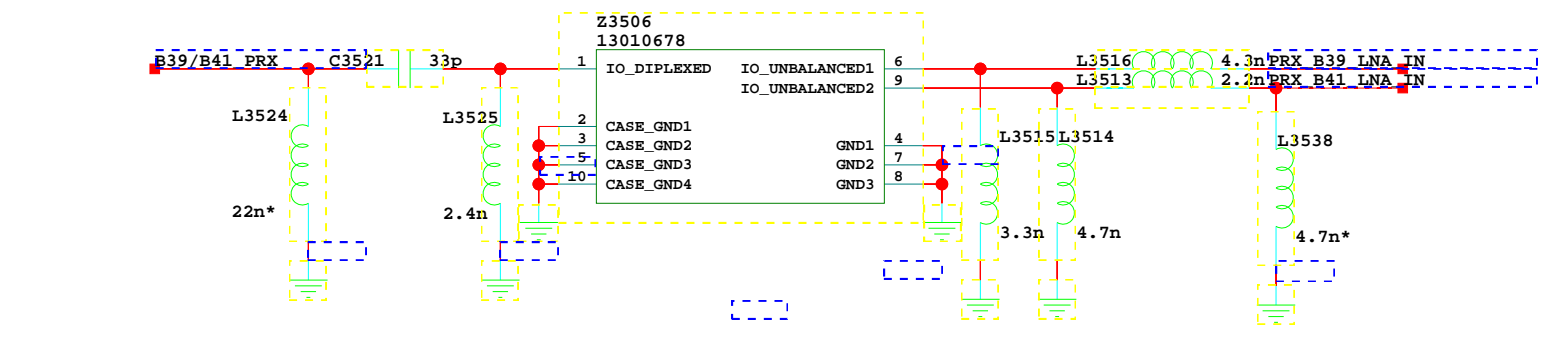 Z3506
13010678
B39/B41_PRX C3521 33p 1 IO_DIPLEXED IO_UNBALANCED1 6 L3516 4.3n PRX_B39_LNA_IN
IO_UNBALANCED2 9 L3513 2.2n PRX_B41_LNA_IN
L3524 L3525 2 CASE_GND1
3 CASE_GND2 GND1 4 L3515 L3514 L3538
5 CASE_GND3 GND2 7
10 CASE_GND4 GND3 8
22n* 2.4n 3.3n 4.7n 4.7n*